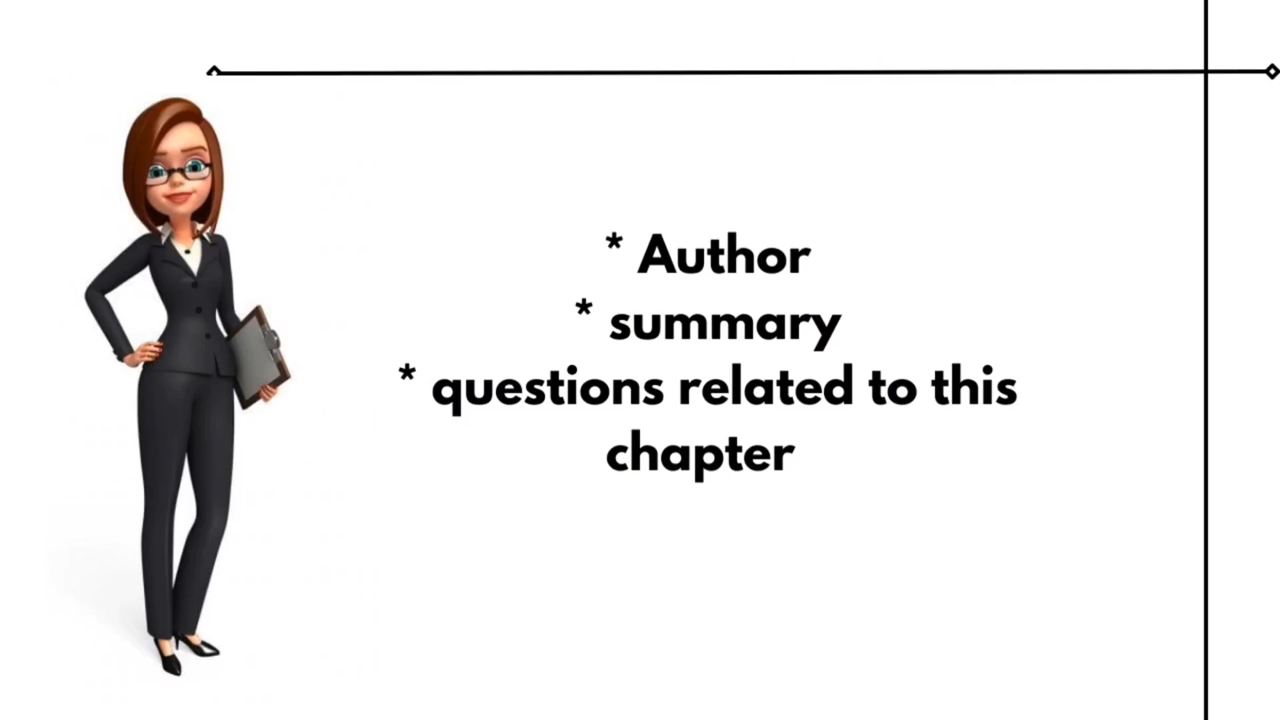 * Author
* summary
* questions related to this
chapter